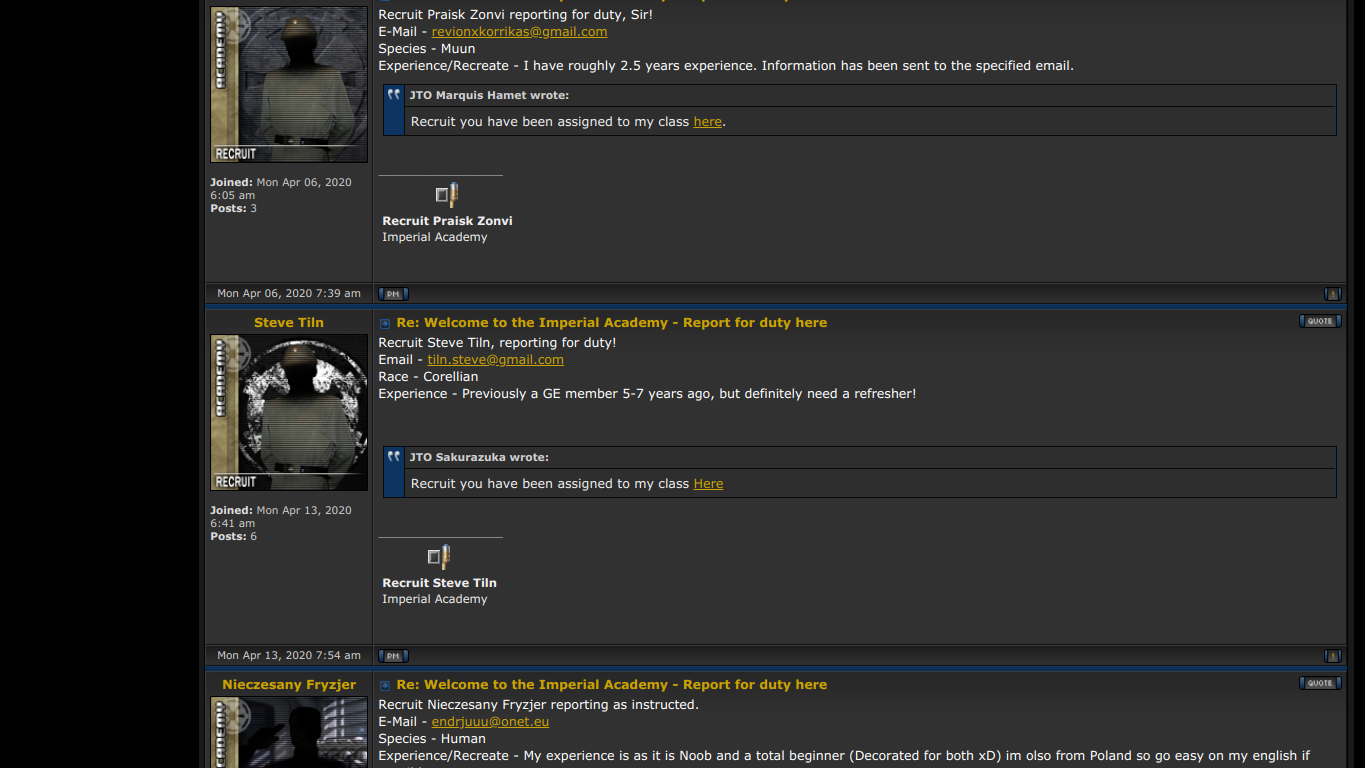 Recruit Praisk Zonvi reporting for duty, Sir!
E-Mail - revionxkorrikas@gmail.com
Species - Muun
Experience/Recreate - I have roughly 2.5 years experience. Information has been sent to the specified email.
JTO Marquis Hamet wrote:
Recruit you have been assigned to my class here.
ACADEMY
RECRUIT
Joined: Mon Apr 06, 2020
6:05 am
Posts: 3
Recruit Praisk Zonvi
Imperial Academy
Mon Apr 06, 2020 7:39 am
PM
Steve Tiln
Re: Welcome to the Imperial Academy - Report for duty here
QUOTE
Recruit Steve Tiln, reporting for duty!
Email - tiln.steve@gmail.com
Race - Corellian
Experience - Previously a GE member 5-7 years ago, but definitely need a refresher!
JTO Sakurazuka wrote:
Recruit you have been assigned to my class Here
ACADEMY
RECRUIT
Joined: Mon Apr 13, 2020
6:41 am
Posts: 6
Recruit Steve Tiln
Imperial Academy
Mon Apr 13, 2020 7:54 am
PM
Nieczesany Fryzjer
Re: Welcome to the Imperial Academy - Report for duty here
QUOTE
Recruit Nieczesany Fryzjer reporting as instructed.
E-Mail - endrjuuu@onet.eu
Species - Human
Experience/Recreate - My experience is as it is Noob and a total beginner (Decorated for both xD) im olso from Poland so go easy on my english if